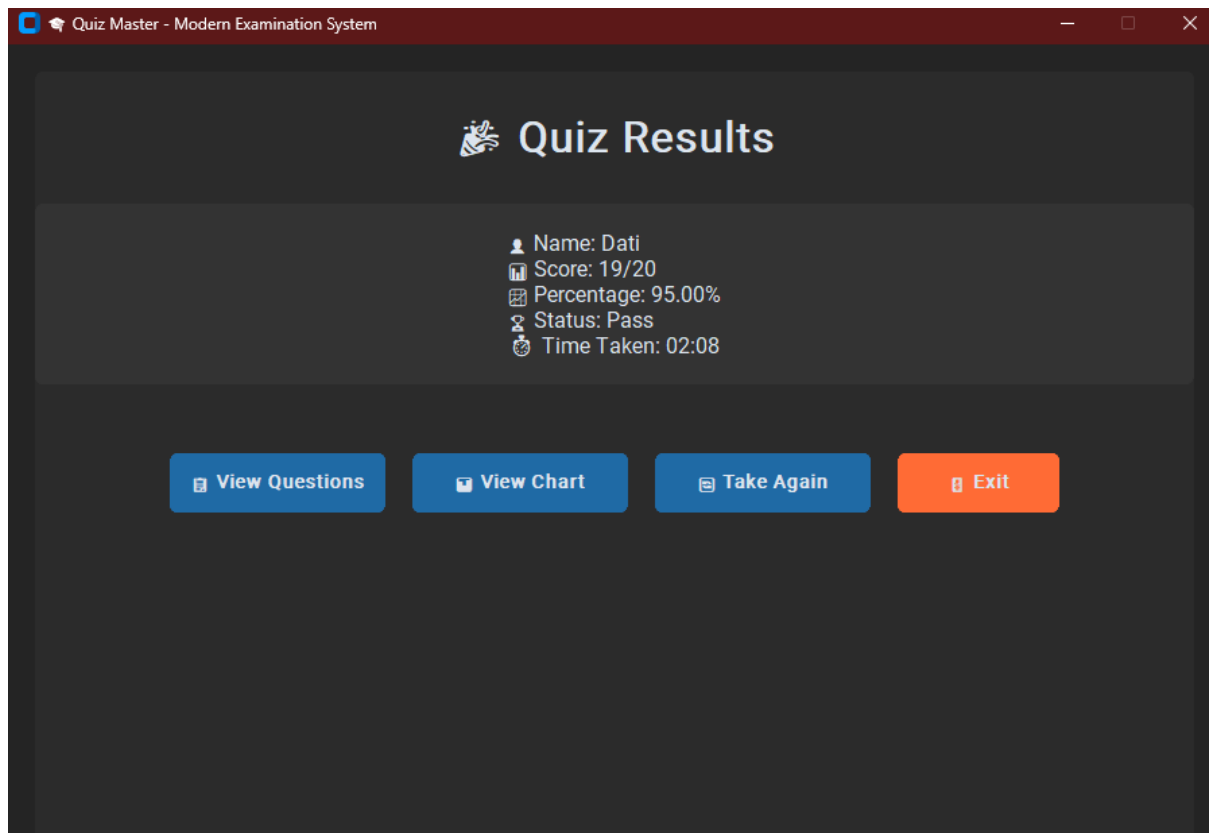 🎓 Quiz Master - Modern Examination System
🎉 Quiz Results
👤 Name: Dati
📊 Score: 19/20
📈 Percentage: 95.00%
🏆 Status: Pass
⏱ Time Taken: 02:08
View Questions
View Chart
Take Again
Exit